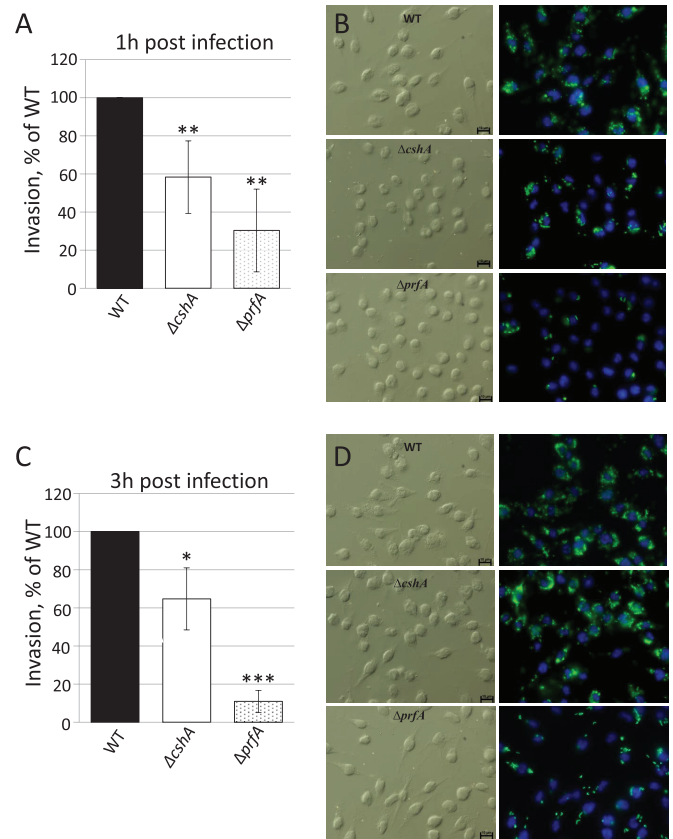 A
1h post infection
Invasion, % of WT
120
100
80
60
40
20
0
**
**
WT
ΔcshA
ΔprfA
B
WT
ΔcshA
ΔprfA
C
3h post infection
Invasion, % of WT
120
100
80
60
40
20
0
*
***
WT
ΔcshA
ΔprfA
D
WT
ΔcshA
ΔprfA